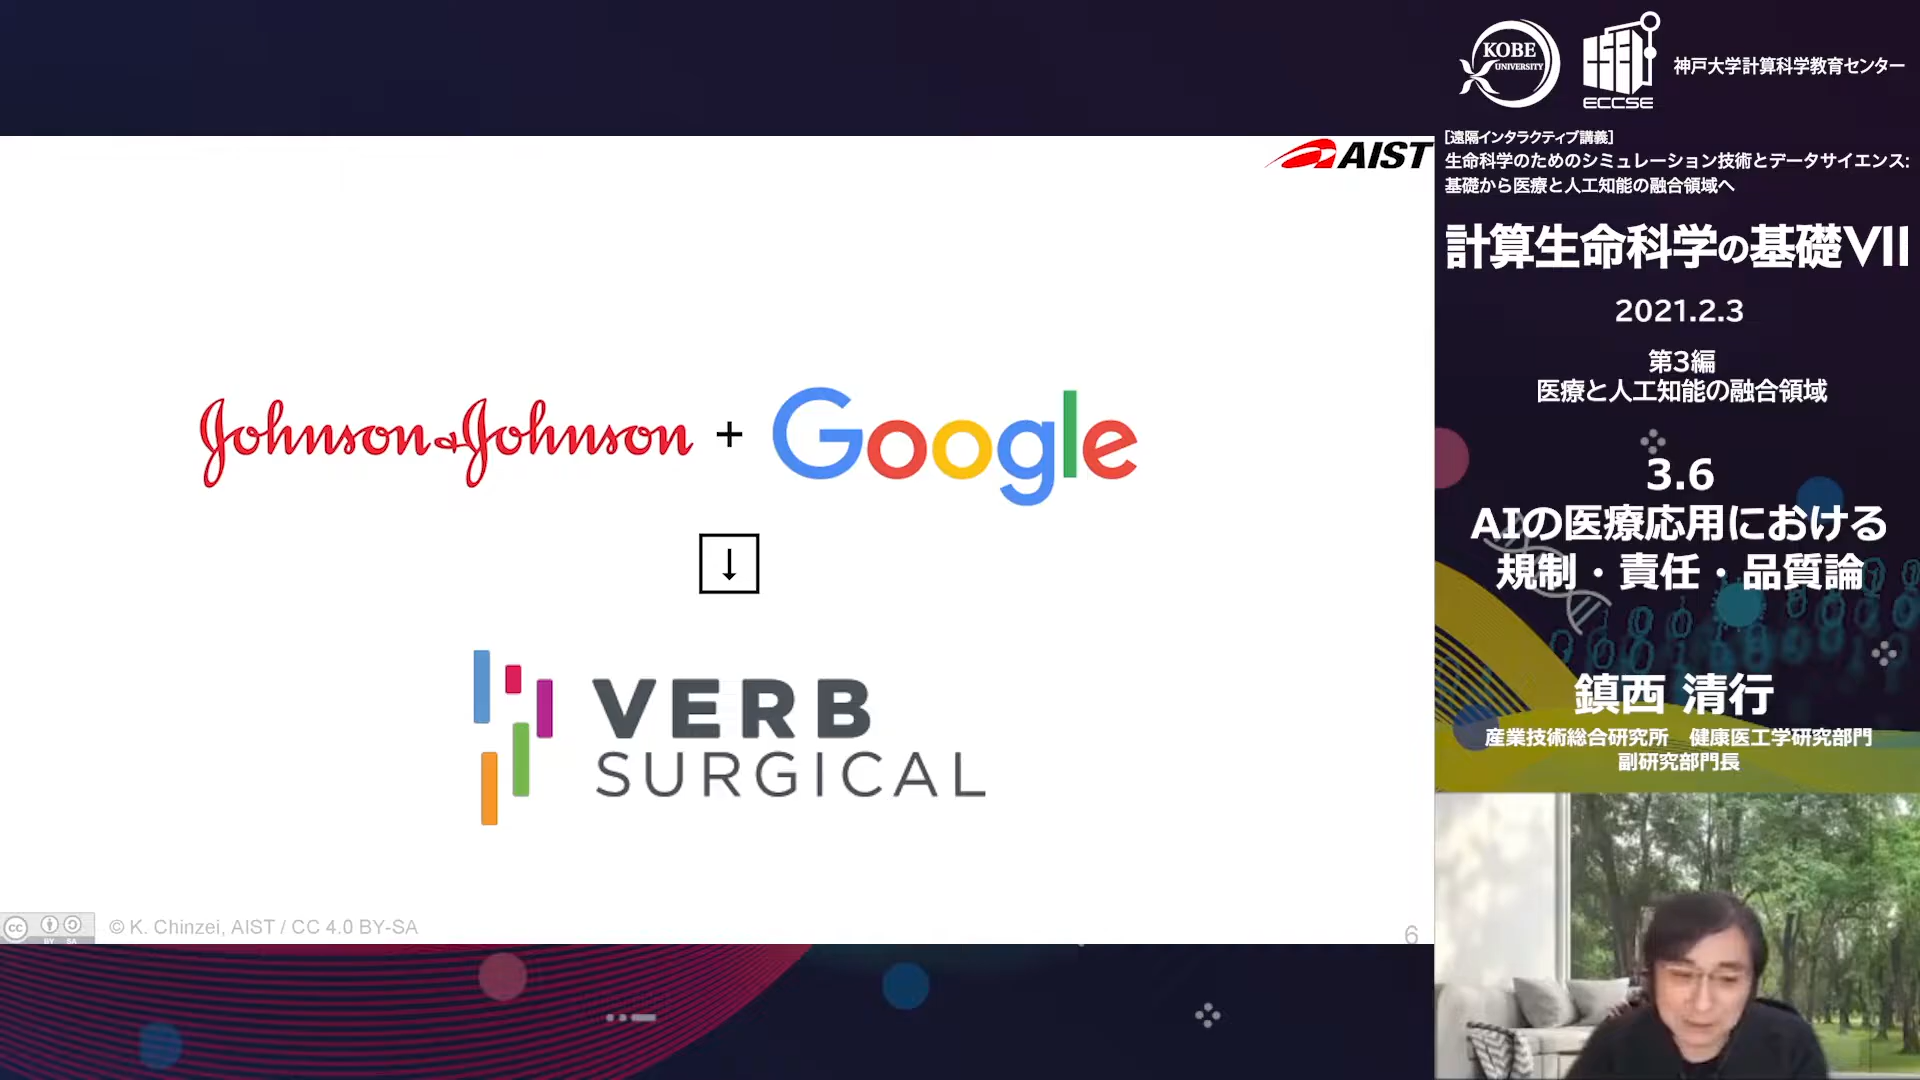 AIST
Johnson & Johnson + Google
↓
VERB
SURGICAL
cc
BY SA
© K. Chinzei, AIST / CC 4.0 BY-SA
6
KOBE
UNIVERSITY
ECCSE
神戸大学計算科学教育センター
[遠隔インタラクティブ講義]
生命科学のためのシミュレーション技術とデータサイエンス:
基礎から医療と人工知能の融合領域へ
計算生命科学の基礎VII
2021.2.3
第3編
医療と人工知能の融合領域
3.6
AIの医療応用における
規制・責任・品質論
鎮西 清行
産業技術総合研究所 健康医工学研究部門
副研究部門長